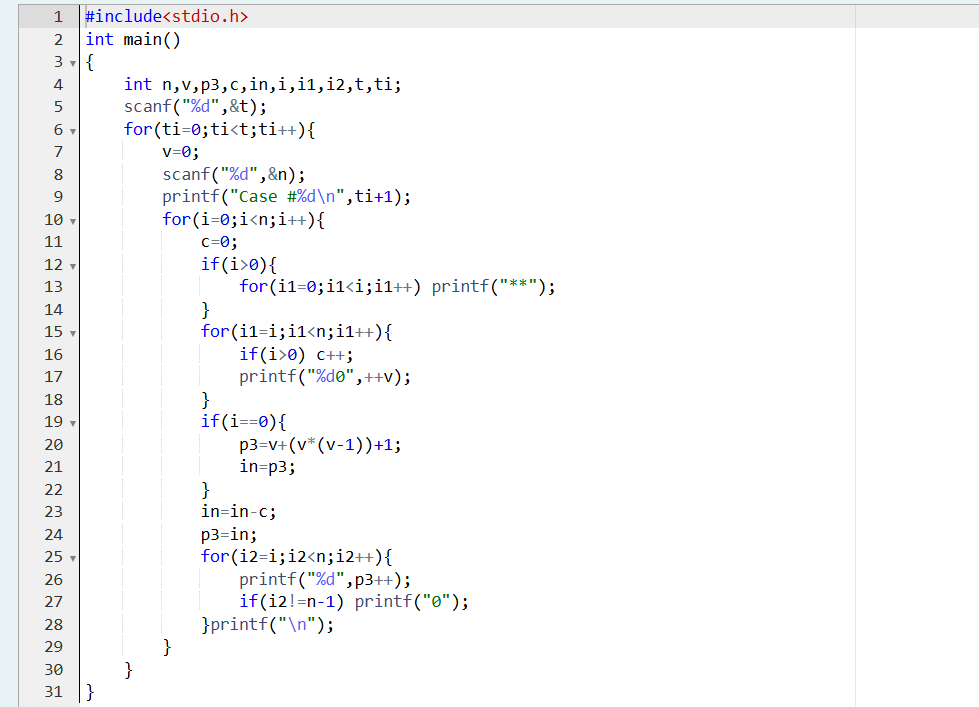 1 #include<stdio.h>
2 int main()
3 {
4 int n,v,p3,c,in,i,i1,i2,t,ti;
5 scanf("%d",&t);
6 for(ti=0;ti<t;ti++){
7 v=0;
8 scanf("%d",&n);
9 printf("Case #%d\n",ti+1);
10 for(i=0;i<n;i++){
11 c=0;
12 if(i>0){
13 for(i1=0;i1<i;i1++) printf("**");
14 }
15 for(i1=i;i1<n;i1++){
16 if(i>0) c++;
17 printf("%d0",++v);
18 }
19 if(i==0){
20 p3=v+(v*(v-1))+1;
21 in=p3;
22 }
23 in=in-c;
24 p3=in;
25 for(i2=i;i2<n;i2++){
26 printf("%d",p3++);
27 if(i2!=n-1) printf("0");
28 }printf("\n");
29 }
30 }
31 }